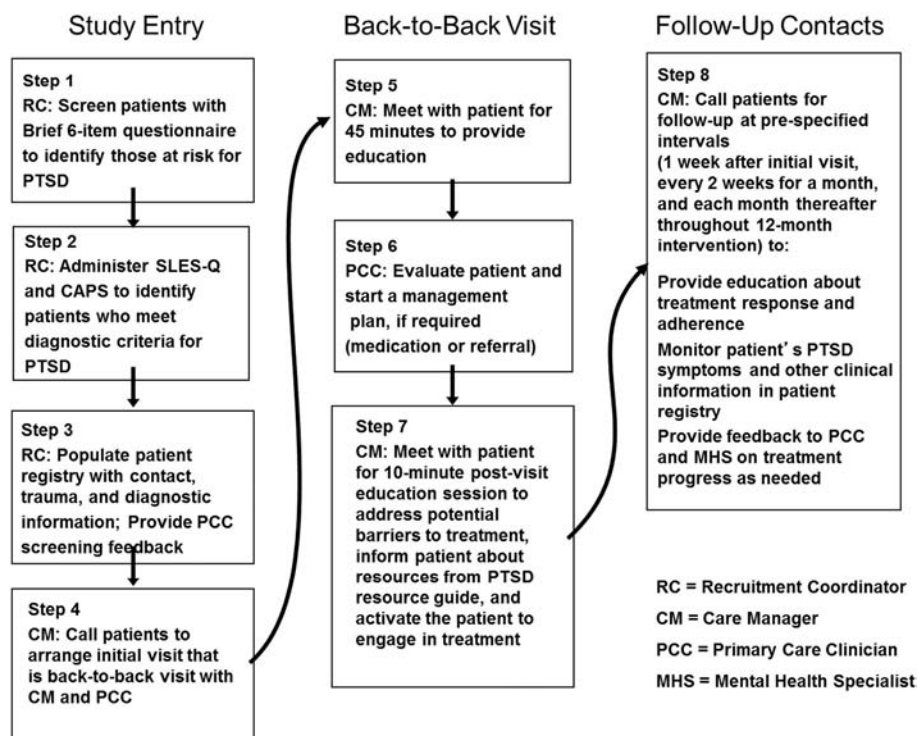 Study Entry
Step 1
RC: Screen patients with
Brief 6-item questionnaire
to identify those at risk for
PTSD
Step 2
RC: Administer SLES-Q
and CAPS to identify
patients who meet
diagnostic criteria for
PTSD
Step 3
RC: Populate patient
registry with contact,
trauma, and diagnostic
information; Provide PCC
screening feedback
Step 4
CM: Call patients to
arrange initial visit that
is back-to-back visit with
CM and PCC
Back-to-Back Visit
Step 5
CM: Meet with patient for
45 minutes to provide
education
Step 6
PCC: Evaluate patient and
start a management
plan, if required
(medication or referral)
Step 7
CM: Meet with patient
for 10-minute post-visit
education session to
address potential
barriers to treatment,
inform patient about
resources from PTSD
resource guide, and
activate the patient to
engage in treatment
Follow-Up Contacts
Step 8
CM: Call patients for
follow-up at pre-specified
intervals
(1 week after initial visit,
every 2 weeks for a month,
and each month thereafter
throughout 12-month
intervention) to:
Provide education about
treatment response and
adherence
Monitor patient's PTSD
symptoms and other clinical
information in patient
registry
Provide feedback to PCC
and MHS on treatment
progress as needed
RC = Recruitment Coordinator
CM = Care Manager
PCC = Primary Care Clinician
MHS = Mental Health Specialist